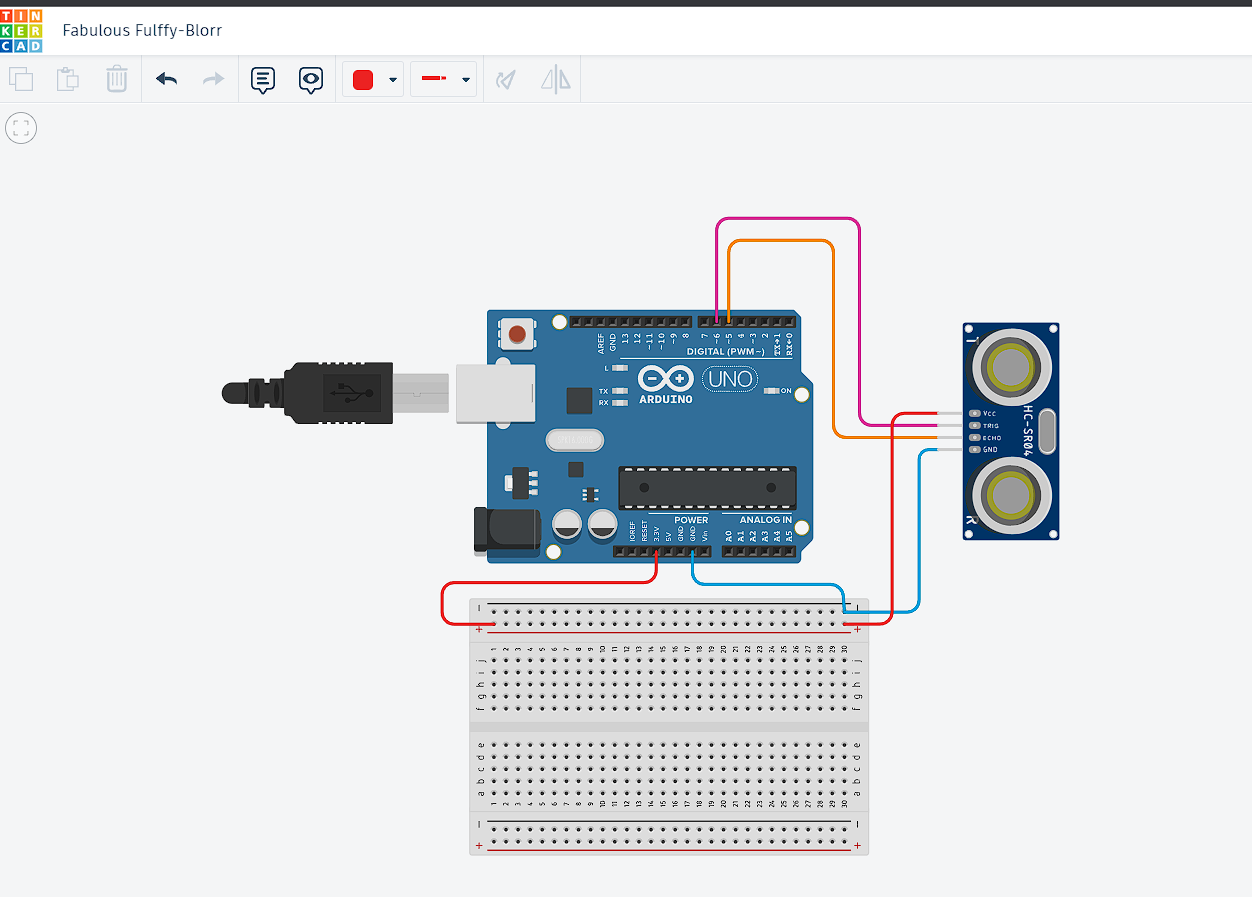 TIN
KER
CAD
Fabulous Fulffy-Blorr
AREF
GND
13
12
~11
~10
~9
8
7
~6
~5
4
~3
2
TX→1
RX←0
DIGITAL (PWM~)
L
TX
RX
ARDUINO
UNO
ON
T
HC-SR04
Vcc
TRIG
ECHO
GND
R
POWER
ANALOG IN
IOREF
RESET
3.3V
5V
GND
GND
Vin
A0
A1
A2
A3
A4
A5
- -
+ +
1 2 3 4 5 6 7 8 9 10 11 12 13 14 15 16 17 18 19 20 21 22 23 24 25 26 27 28 29 30
j j
i i
h h
g g
f f
e e
d d
c c
b b
a a
1 2 3 4 5 6 7 8 9 10 11 12 13 14 15 16 17 18 19 20 21 22 23 24 25 26 27 28 29 30
- -
+ +